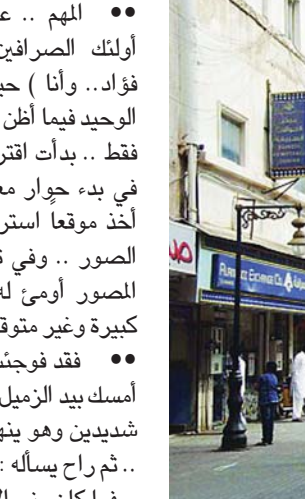 •• المهم .. ع
أولئك الصرافين
فؤاد.. وأنا ) حي
الوحيد فيما أظن
فقط .. بدأت اقتر
في بدء حوار مع
أخذ موقعاً استر
الصور .. وفي ت
المصور أومئ له
كبيرة وغير متوقـ
•• فقد فوجئت
أمسك بيد الزميل
شديدين وهو ينه
.. ثم راح يسأله :
صر
EXCHANGE CO.